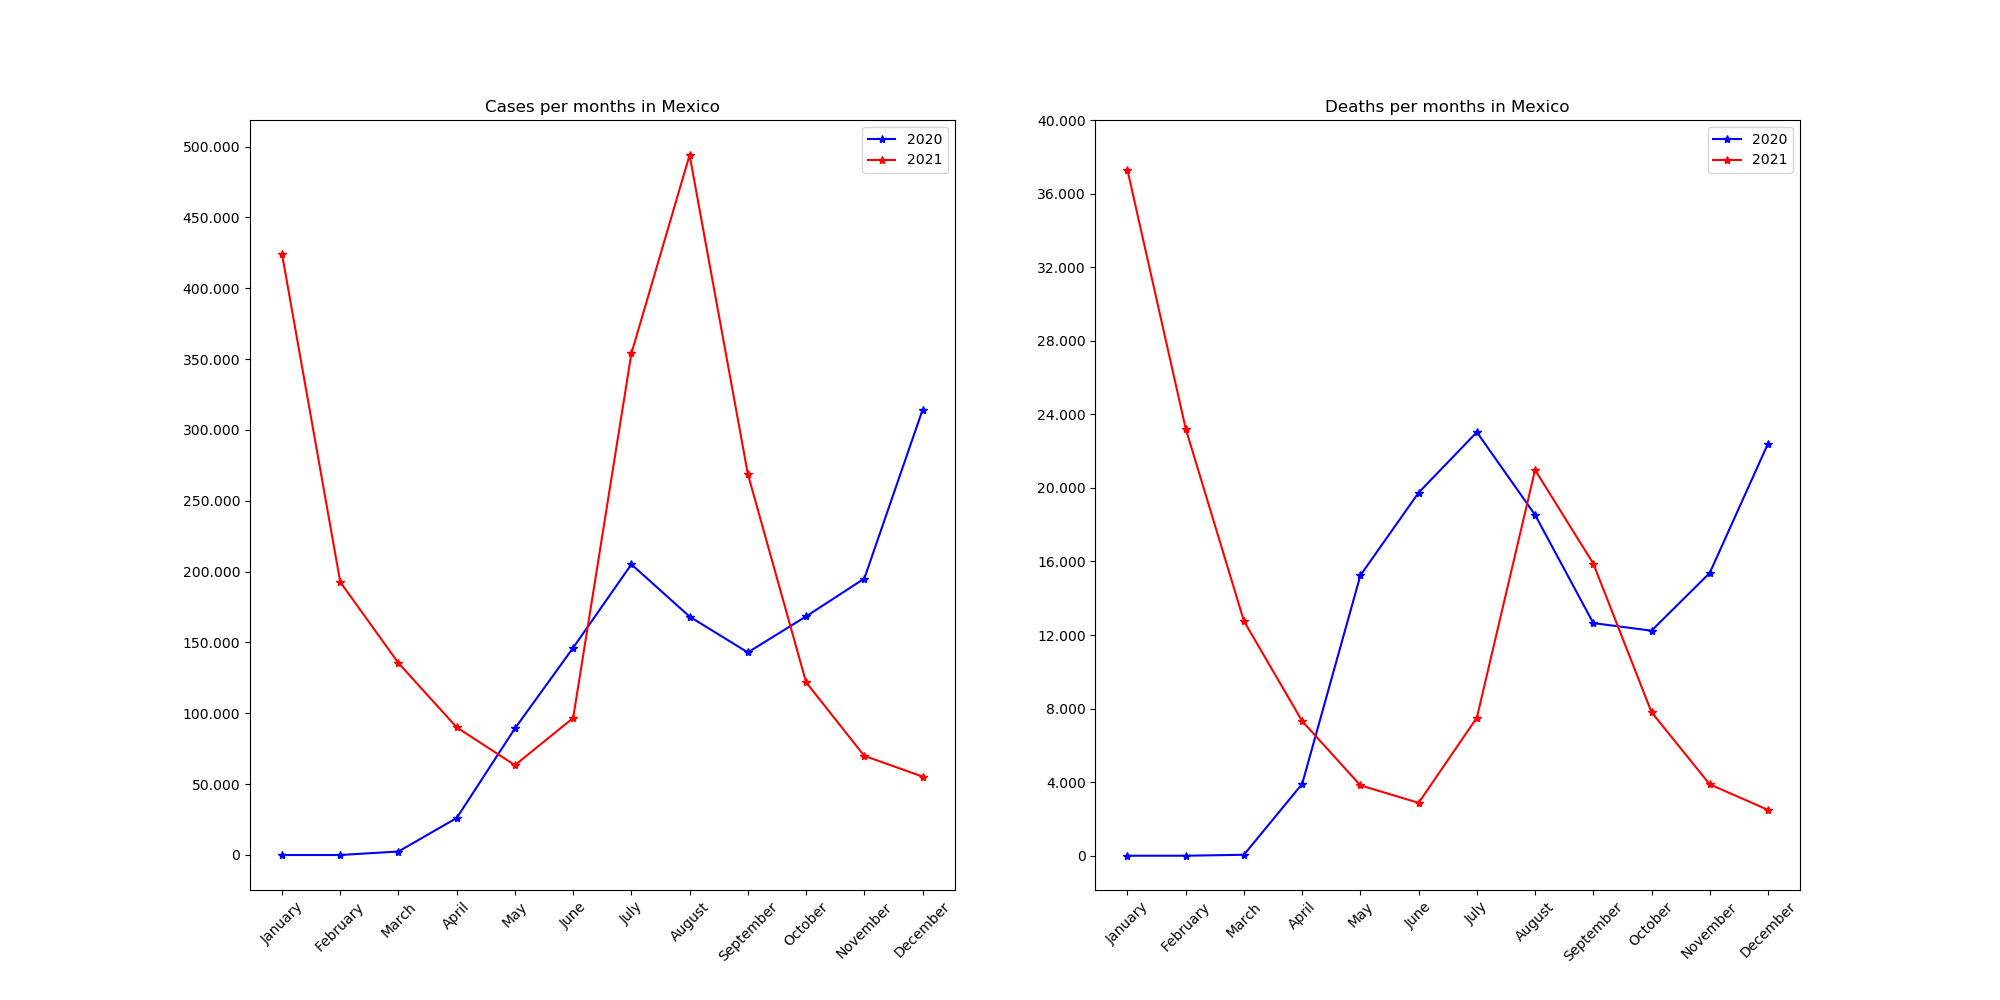 Cases per months in Mexico
500.000
450.000
400.000
350.000
300.000
250.000
200.000
150.000
100.000
50.000
0
January
February
March
April
May
June
July
August
September
October
November
December
2020
2021
Deaths per months in Mexico
40.000
36.000
32.000
28.000
24.000
20.000
16.000
12.000
8.000
4.000
0
January
February
March
April
May
June
July
August
September
October
November
December
2020
2021